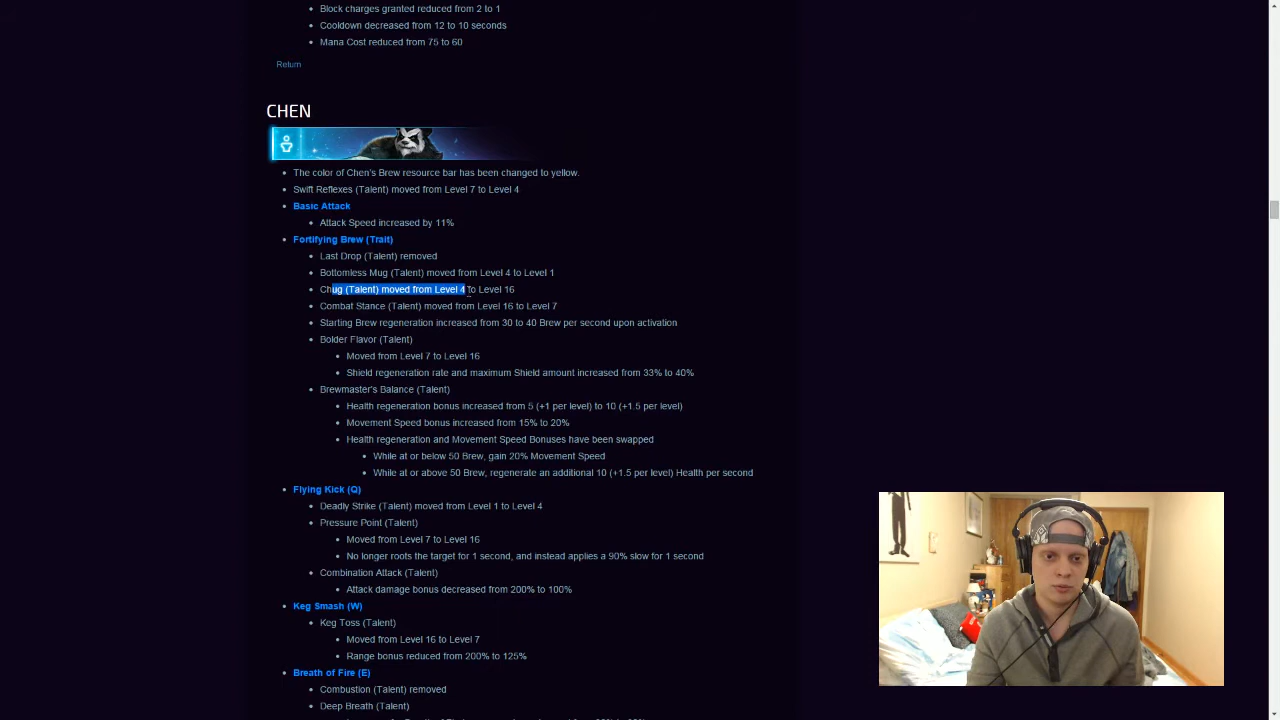 Block charges granted reduced from 2 to 1
Cooldown decreased from 12 to 10 seconds
Mana Cost reduced from 75 to 60
Return
CHEN
The color of Chen's Brew resource bar has been changed to yellow.
Swift Reflexes (Talent) moved from Level 7 to Level 4
Basic Attack
Attack Speed increased by 11%
Fortifying Brew (Trait)
Last Drop (Talent) removed
Bottomless Mug (Talent) moved from Level 4 to Level 1
Chug (Talent) moved from Level 4 to Level 16
Combat Stance (Talent) moved from Level 16 to Level 7
Starting Brew regeneration increased from 30 to 40 Brew per second upon activation
Bolder Flavor (Talent)
Moved from Level 7 to Level 16
Shield regeneration rate and maximum Shield amount increased from 33% to 40%
Brewmaster's Balance (Talent)
Health regeneration bonus increased from 5 (+1 per level) to 10 (+1.5 per level)
Movement Speed bonus increased from 15% to 20%
Health regeneration and Movement Speed Bonuses have been swapped
While at or below 50 Brew, gain 20% Movement Speed
While at or above 50 Brew, regenerate an additional 10 (+1.5 per level) Health per second
Flying Kick (Q)
Deadly Strike (Talent) moved from Level 1 to Level 4
Pressure Point (Talent)
Moved from Level 7 to Level 16
No longer roots the target for 1 second, and instead applies a 90% slow for 1 second
Combination Attack (Talent)
Attack damage bonus decreased from 200% to 100%
Keg Smash (W)
Keg Toss (Talent)
Moved from Level 16 to Level 7
Range bonus reduced from 200% to 125%
Breath of Fire (E)
Combustion (Talent) removed
Deep Breath (Talent)